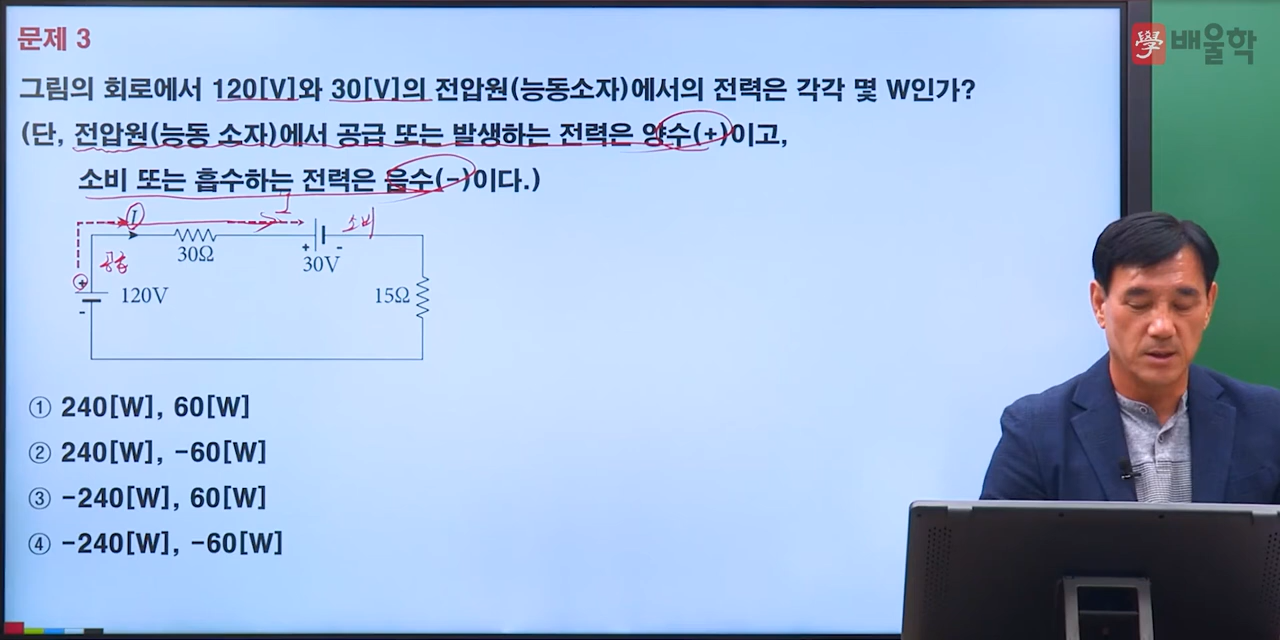 문제 3
學 배울학
그림의 회로에서 120[V]와 30[V]의 전압원(능동소자)에서의 전력은 각각 몇 W인가?
(단, 전압원(능동 소자)에서 공급 또는 발생하는 전력은 양수(+)이고,
소비 또는 흡수하는 전력은 음수(-)이다.)
I
I
소비
30Ω
+ -
30V
공급
+
120V
-
15Ω
① 240[W], 60[W]
② 240[W], -60[W]
③ -240[W], 60[W]
④ -240[W], -60[W]